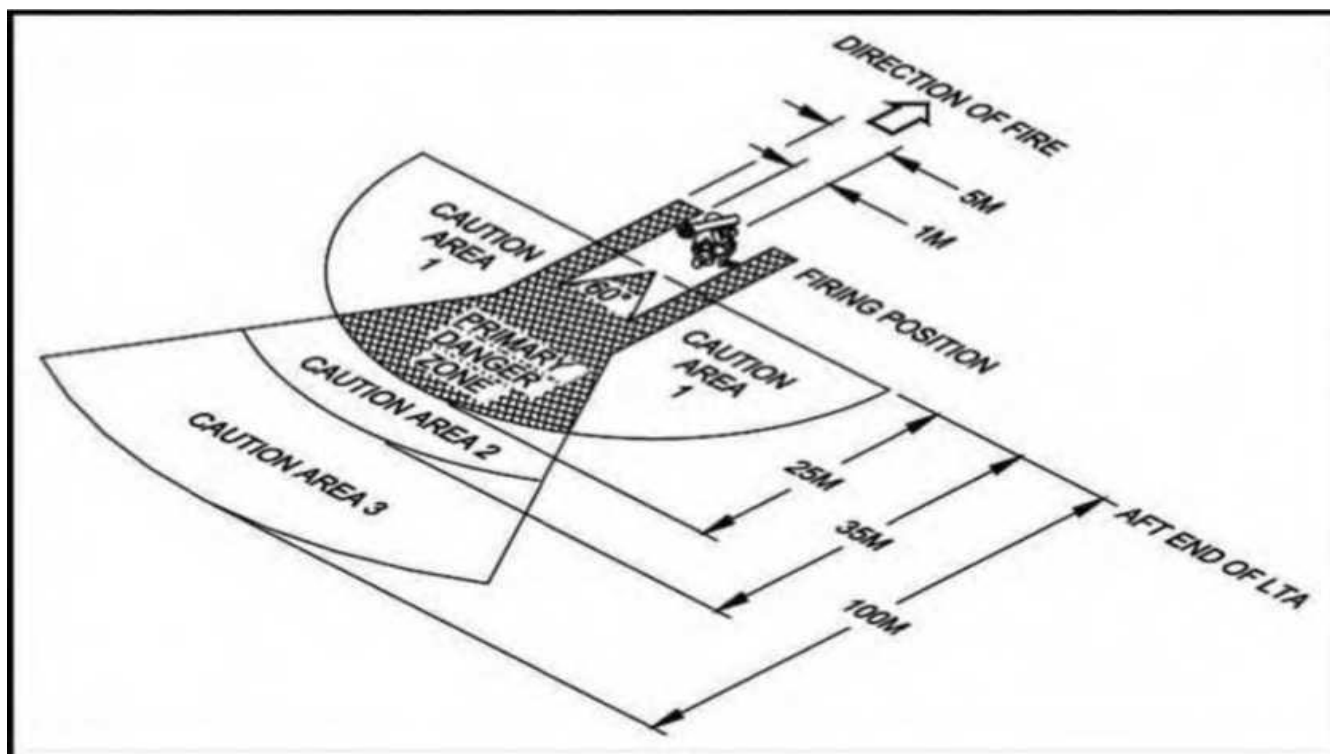 DIRECTION OF FIRE
5M
1M
FIRING POSITION
CAUTION
AREA
1
60°
PRIMARY
DANGER
ZONE
CAUTION
AREA
1
CAUTION AREA 2
CAUTION AREA 3
25M
35M
100M
AFT END OF LTA